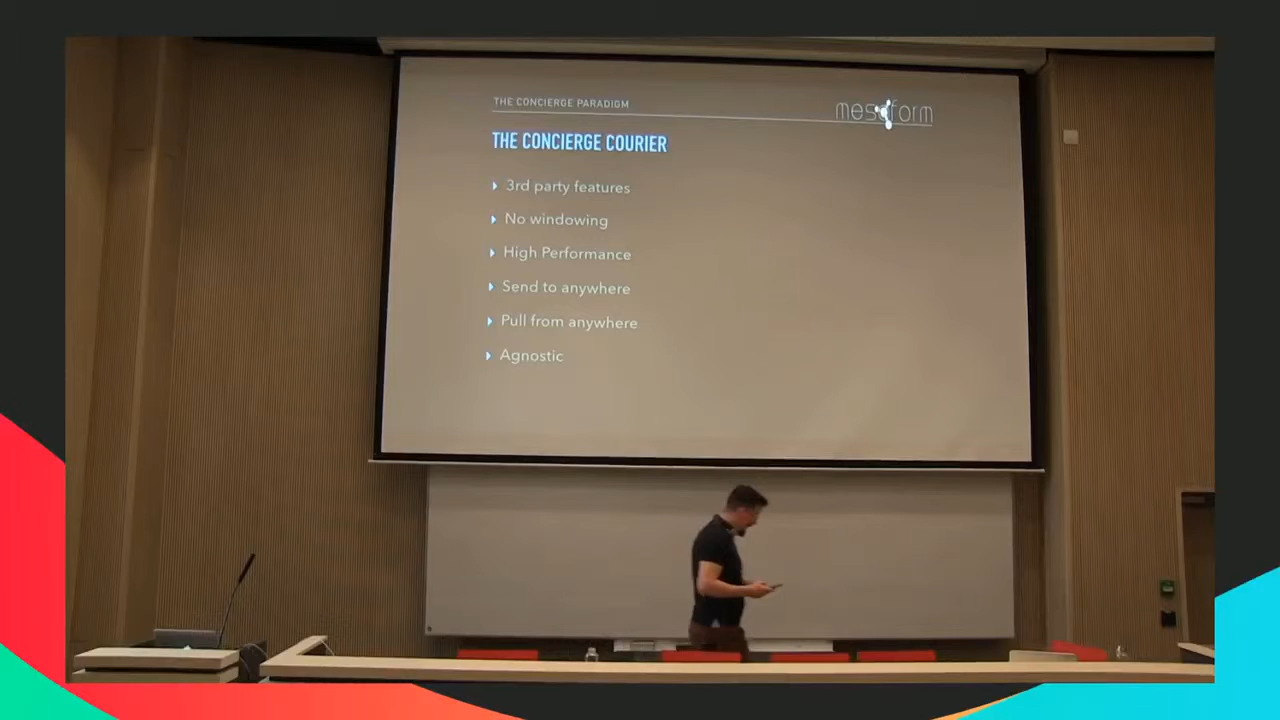 THE CONCIERGE PARADIGM
mesoform
THE CONCIERGE COURIER
3rd party features
No windowing
High Performance
Send to anywhere
Pull from anywhere
Agnostic